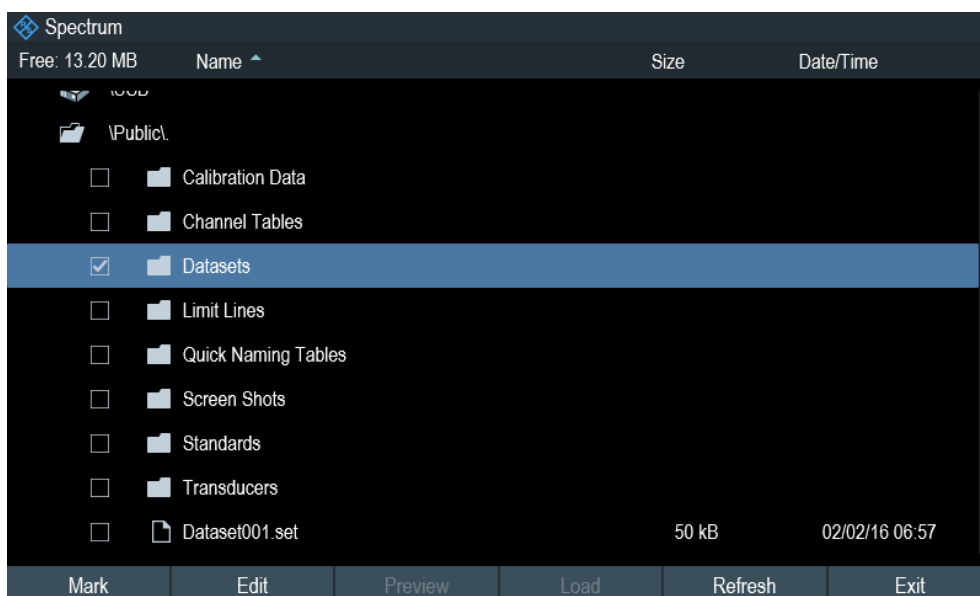 Spectrum
Free: 13.20 MB Name Size Date/Time
\Public\.
Calibration Data
Channel Tables
Datasets
Limit Lines
Quick Naming Tables
Screen Shots
Standards
Transducers
Dataset001.set 50 kB 02/02/16 06:57
Mark Edit Preview Load Refresh Exit